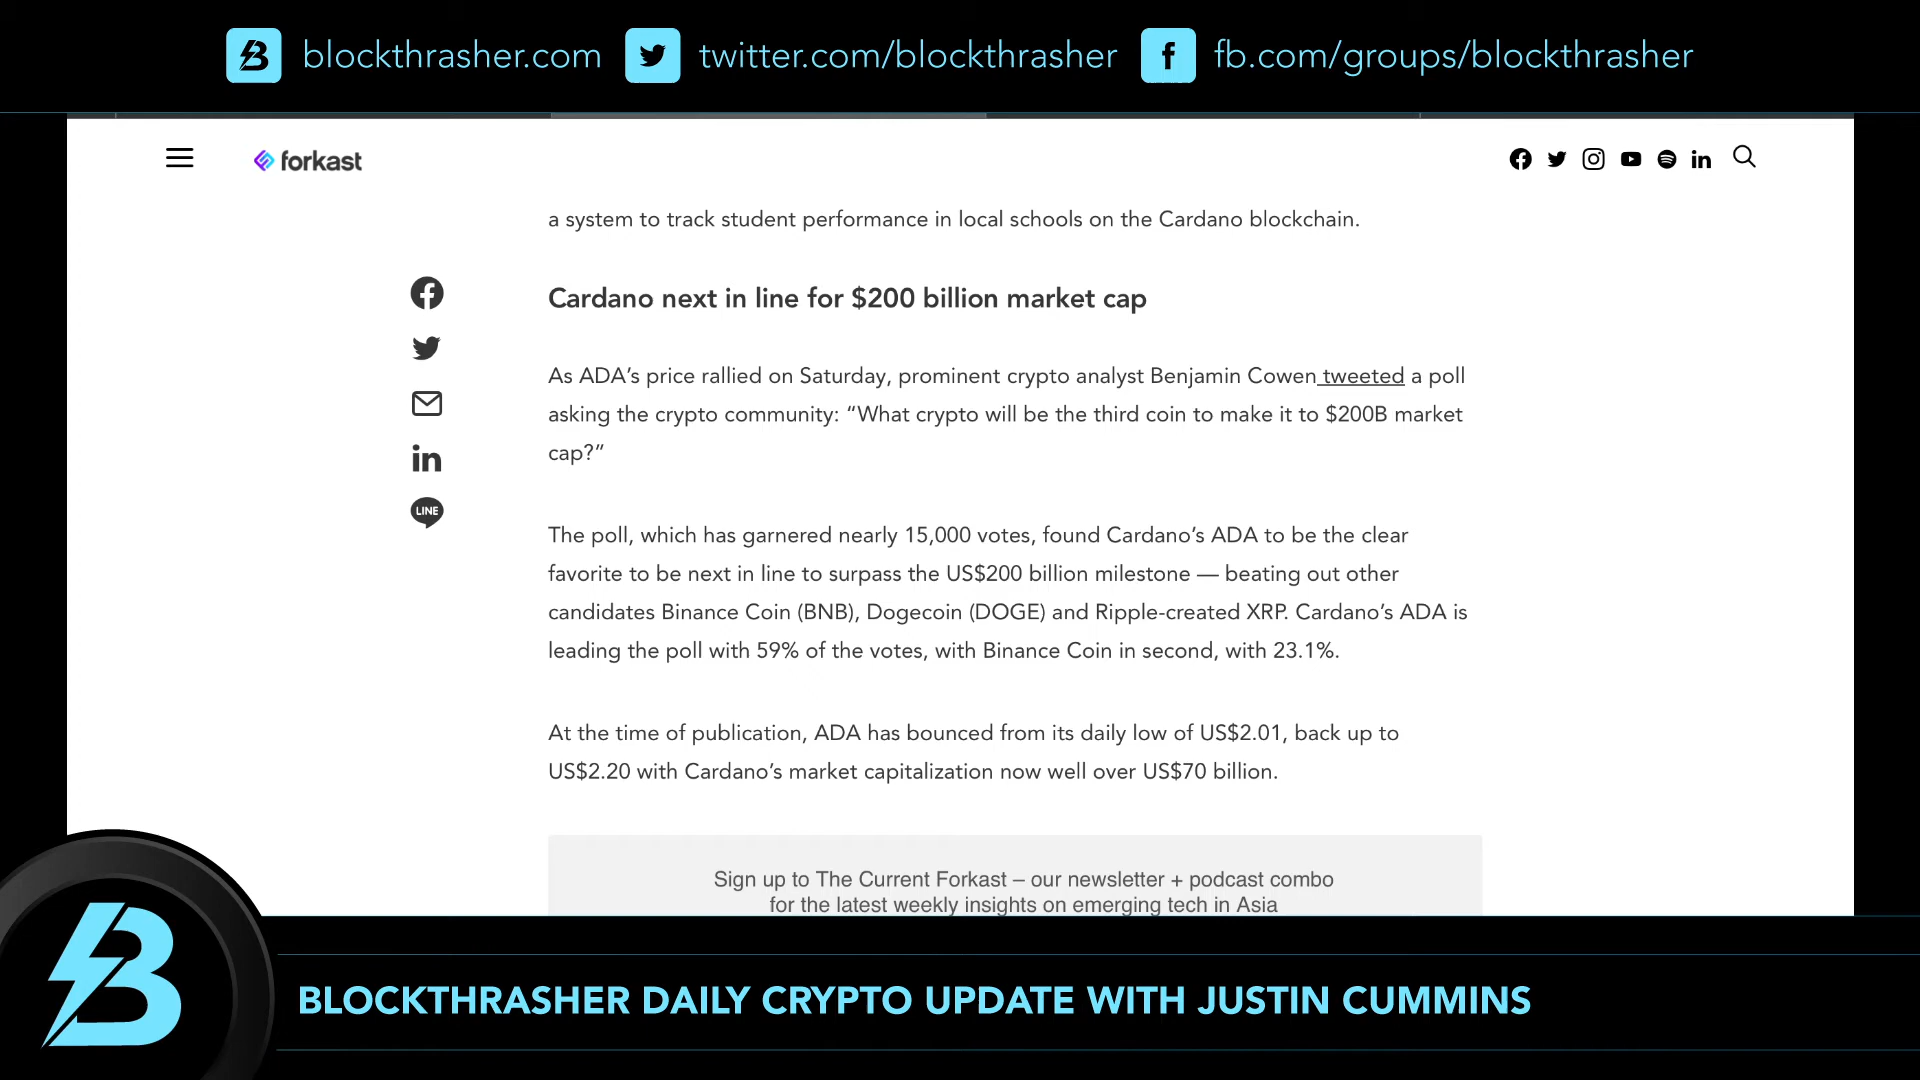 blockthrasher.com twitter.com/blockthrasher fb.com/groups/blockthrasher
forkast
a system to track student performance in local schools on the Cardano blockchain.
Cardano next in line for $200 billion market cap
As ADA’s price rallied on Saturday, prominent crypto analyst Benjamin Cowen tweeted a poll
asking the crypto community: “What crypto will be the third coin to make it to $200B market
cap?”
LINE
The poll, which has garnered nearly 15,000 votes, found Cardano’s ADA to be the clear
favorite to be next in line to surpass the US$200 billion milestone — beating out other
candidates Binance Coin (BNB), Dogecoin (DOGE) and Ripple-created XRP. Cardano’s ADA is
leading the poll with 59% of the votes, with Binance Coin in second, with 23.1%.
At the time of publication, ADA has bounced from its daily low of US$2.01, back up to
US$2.20 with Cardano’s market capitalization now well over US$70 billion.
Sign up to The Current Forkast – our newsletter + podcast combo
for the latest weekly insights on emerging tech in Asia
BLOCKTHRASHER DAILY CRYPTO UPDATE WITH JUSTIN CUMMINS